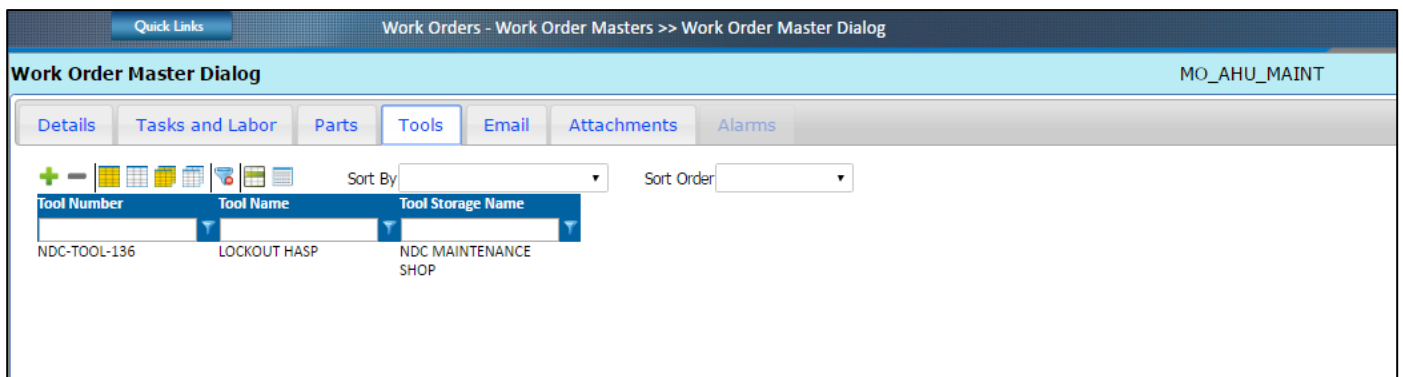 Quick Links
Work Orders - Work Order Masters >> Work Order Master Dialog
Work Order Master Dialog
MO_AHU_MAINT
Details Tasks and Labor Parts Tools Email Attachments Alarms
Sort By Sort Order
Tool Number Tool Name Tool Storage Name
NDC-TOOL-136 LOCKOUT HASP NDC MAINTENANCE
SHOP